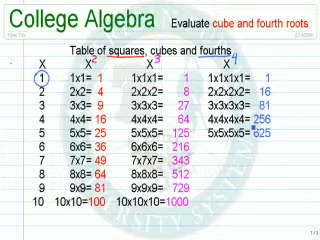 College Algebra Evaluate cube and fourth roots
Table of squares, cubes and fourths
X X² X³ X⁴
1 1x1= 1 1x1x1= 1 1x1x1x1= 1
2 2x2= 4 2x2x2= 8 2x2x2x2= 16
3 3x3= 9 3x3x3= 27 3x3x3x3= 81
4 4x4= 16 4x4x4= 64 4x4x4x4= 256
5 5x5= 25 5x5x5= 125 5x5x5x5= 625
6 6x6= 36 6x6x6= 216
7 7x7= 49 7x7x7= 343
8 8x8= 64 8x8x8= 512
9 9x9= 81 9x9x9= 729
10 10x10=100 10x10x10=1000
1 / 3